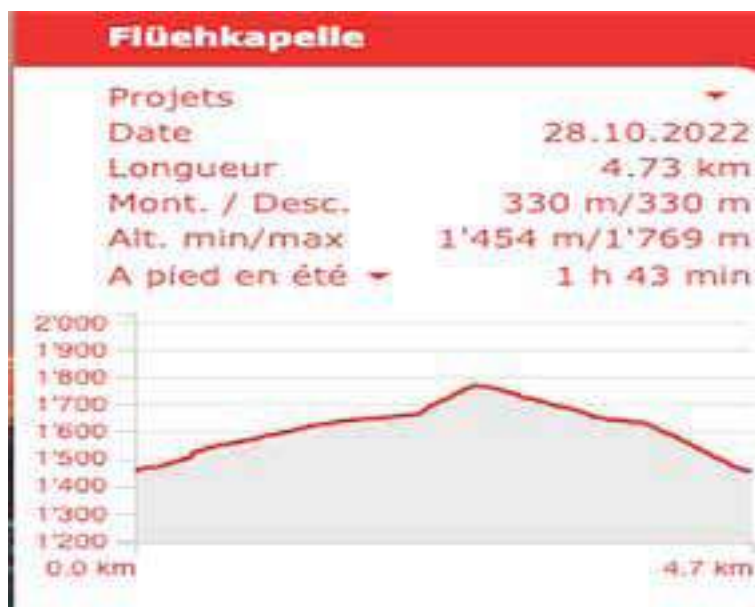 Flüehkapelle
Projets
Date 28.10.2022
Longueur 4.73 km
Mont. / Desc. 330 m/330 m
Alt. min/max 1'454 m/1'769 m
A pied en été 1 h 43 min
2'000
1'900
1'800
1'700
1'600
1'500
1'400
1'300
1'200
0.0 km 4.7 km